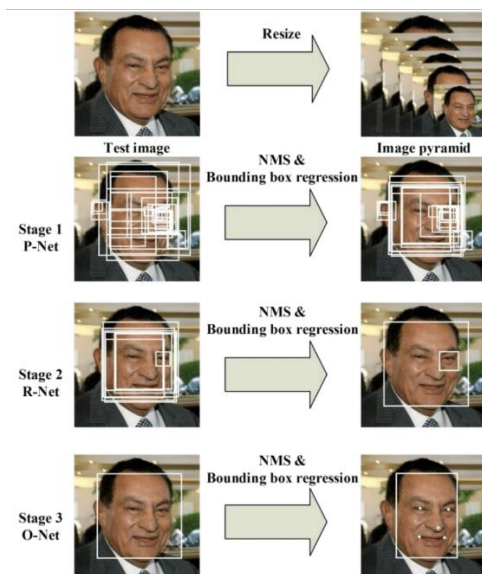 Resize
Test image
Image pyramid
NMS &
Bounding box regression
Stage 1
P-Net
NMS &
Bounding box regression
Stage 2
R-Net
NMS &
Bounding box regression
Stage 3
O-Net